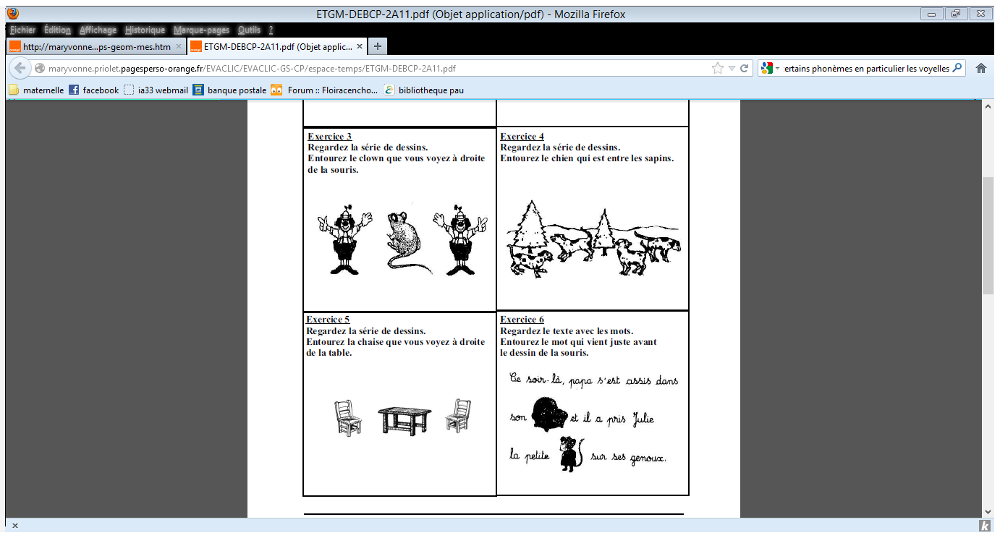 ETGM-DEBCP-2A11.pdf (Objet application/pdf) - Mozilla Firefox
Fichier Édition Affichage Historique Marque-pages Outils ?
http://maryvonne...ps-geom-mes.htm
ETGM-DEBCP-2A11.pdf (Objet applic...
maryvonne.priolet.pagesperso-orange.fr/EVACLIC/EVACLIC-GS-CP/espace-temps/ETGM-DEBCP-2A11.pdf
ertains phonèmes en particulier les voyelles
maternelle facebook ia33 webmail banque postale Forum :: Floiracencho... bibliotheque pau
Exercice 3
Regardez la série de dessins.
Entourez le clown que vous voyez à droite
de la souris.
Exercice 4
Regardez la série de dessins.
Entourez le chien qui est entre les sapins.
Exercice 5
Regardez la série de dessins.
Entourez la chaise que vous voyez à droite
de la table.
Exercice 6
Regardez le texte avec les mots.
Entourez le mot qui vient juste avant
le dessin de la souris.
Ce soir-là, papa s'est assis dans
son et il a pris Julie
la petite sur ses genoux.